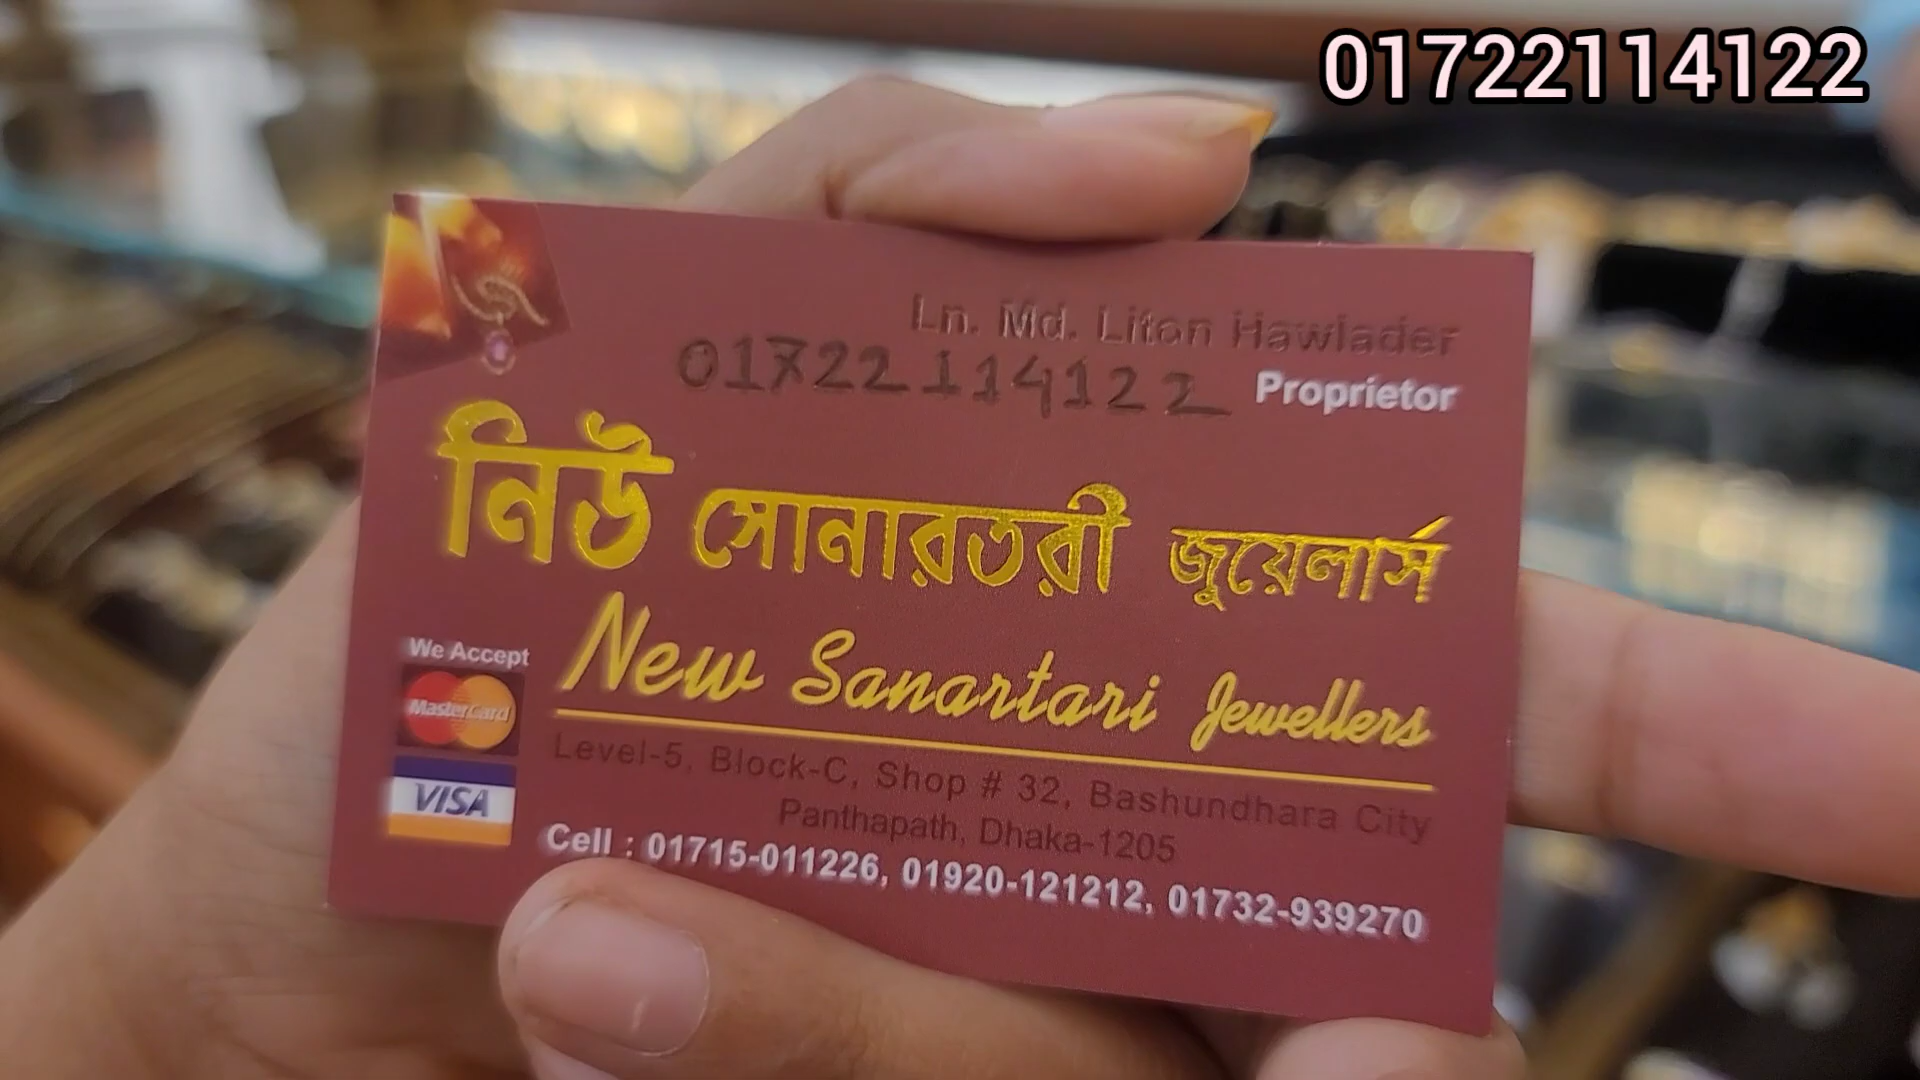 01722114122
Ln. Md. Liton Hawlader
01722114122
Proprietor
নিউ সোনারতরী জুয়েলার্স
New Sanartari Jewellers
We Accept
MasterCard
VISA
Level-5, Block-C, Shop # 32, Bashundhara City
Panthapath, Dhaka-1205
Cell : 01715-011226, 01920-121212, 01732-939270